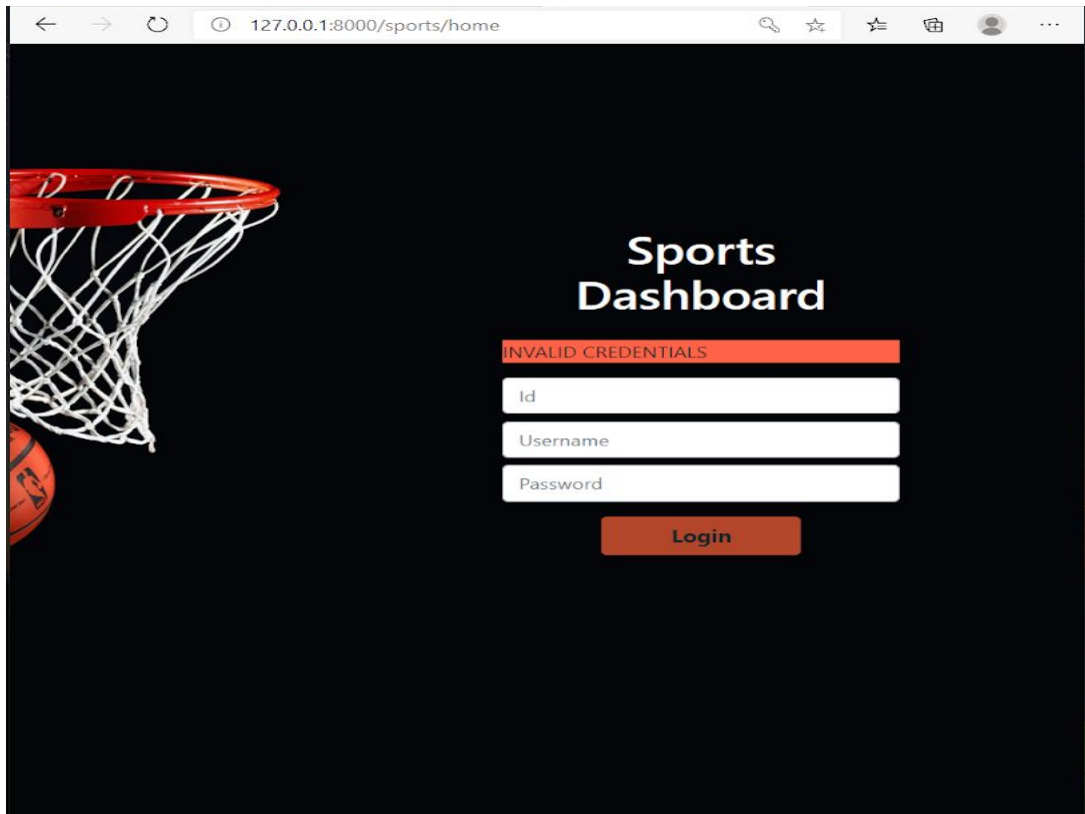 127.0.0.1:8000/sports/home
Sports
Dashboard
INVALID CREDENTIALS
Id
Username
Password
Login